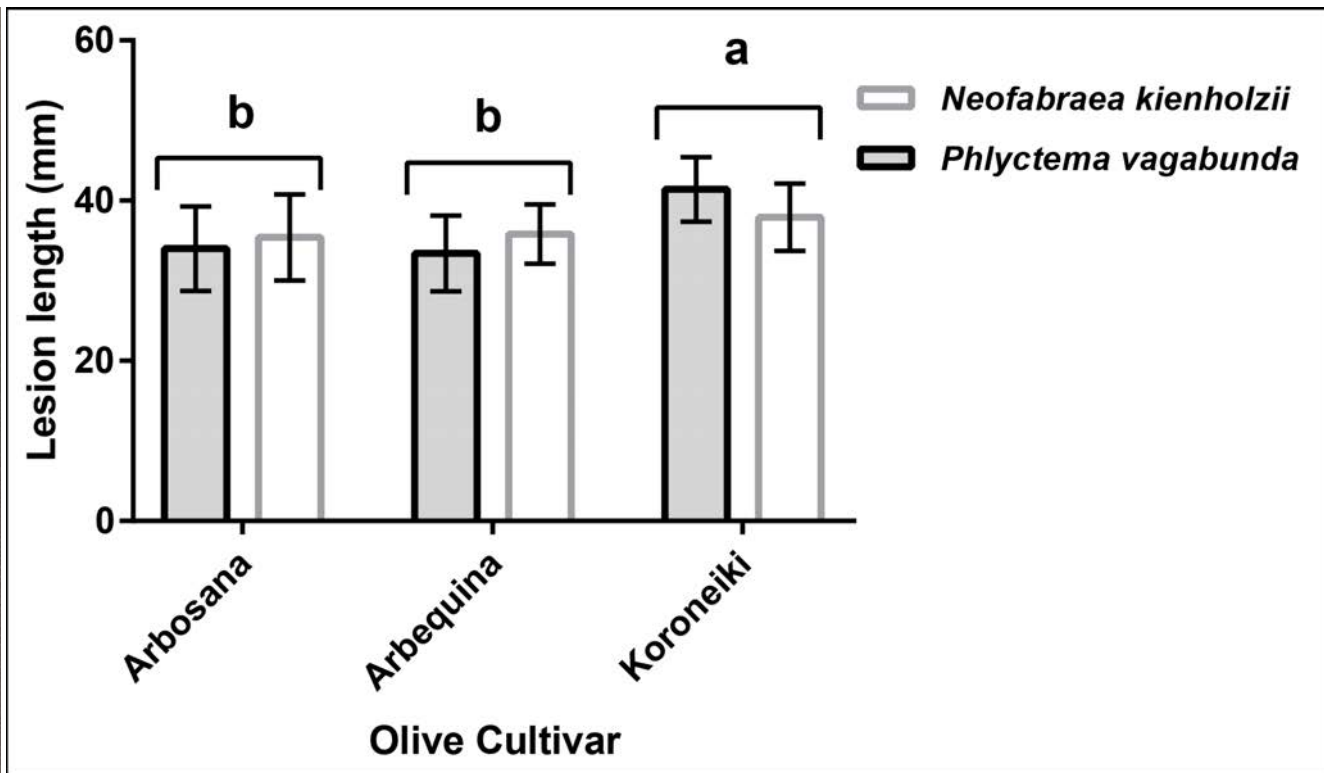 60
40
20
0
Lesion length (mm)
b
b
a
Neofabraea kienholzii
Phlyctema vagabunda
Arbosana
Arbequina
Koroneiki
Olive Cultivar